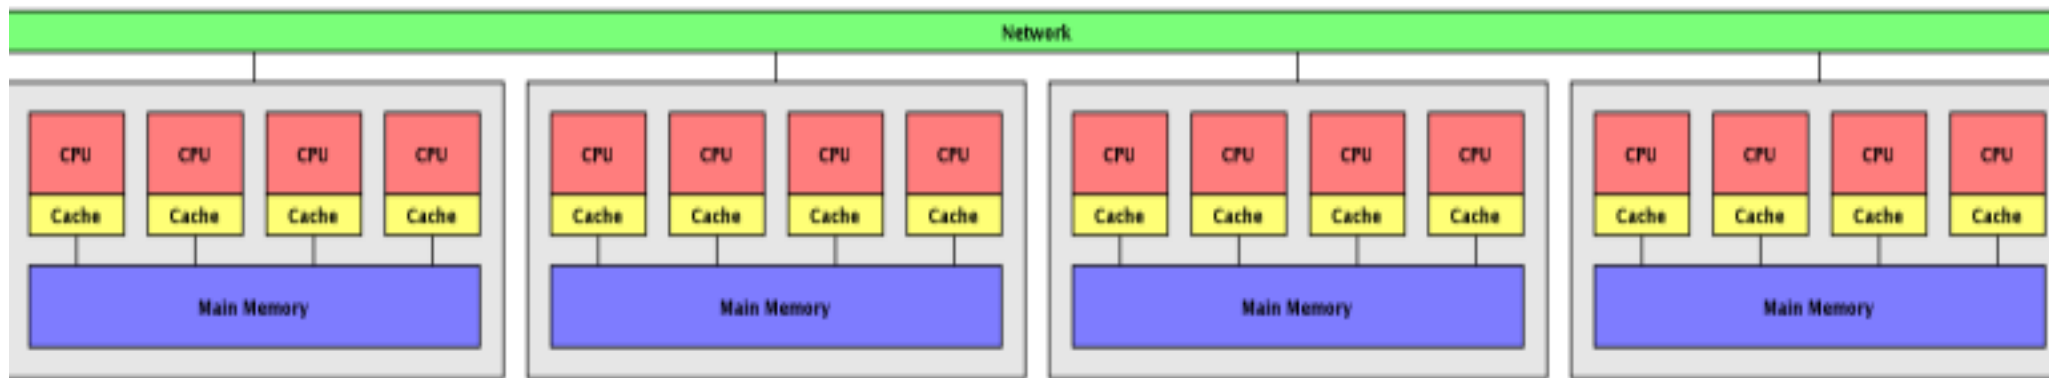 Network
CPU CPU CPU CPU CPU CPU CPU CPU CPU CPU CPU CPU CPU CPU CPU CPU
Cache Cache Cache Cache Cache Cache Cache Cache Cache Cache Cache Cache Cache Cache Cache Cache
Main Memory Main Memory Main Memory Main Memory